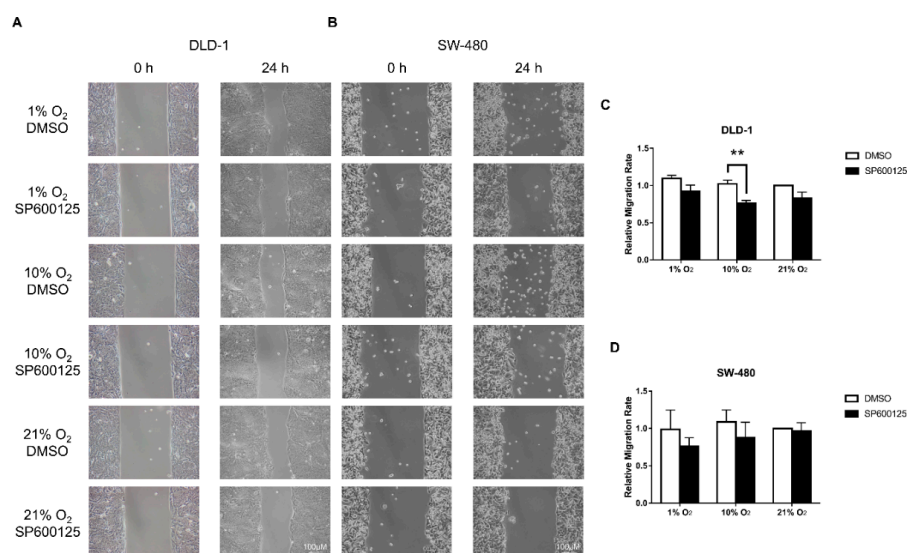 A
B
DLD-1
SW-480
0 h
24 h
0 h
24 h
1% O₂
DMSO
1% O₂
SP600125
10% O₂
DMSO
10% O₂
SP600125
21% O₂
DMSO
21% O₂
SP600125
100μM
100μM
C
DLD-1
DMSO
SP600125
**
Relative Migration Rate
1.5
1.0
0.5
0.0
1% O₂
10% O₂
21% O₂
D
SW-480
DMSO
SP600125
Relative Migration Rate
1.5
1.0
0.5
0.0
1% O₂
10% O₂
21% O₂